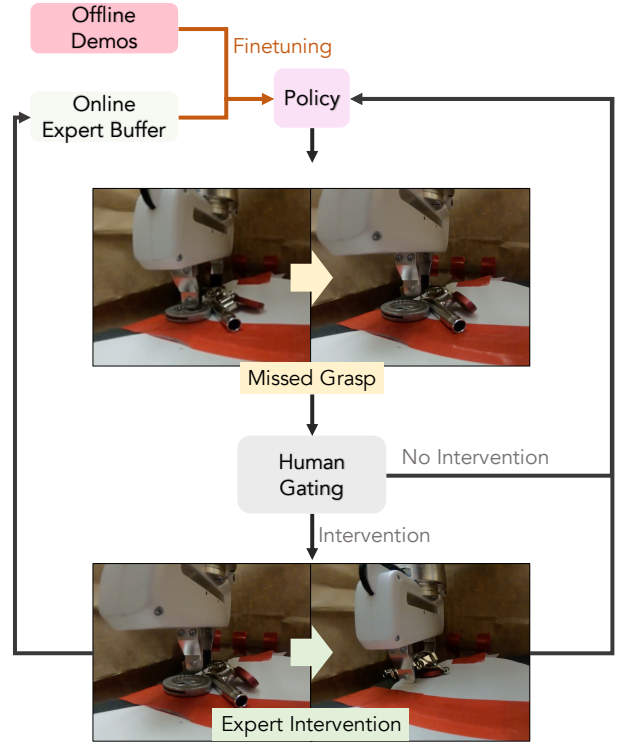 Offline
Demos
Finetuning
Online
Expert Buffer
Policy
Missed Grasp
Human
Gating
No Intervention
Intervention
Expert Intervention